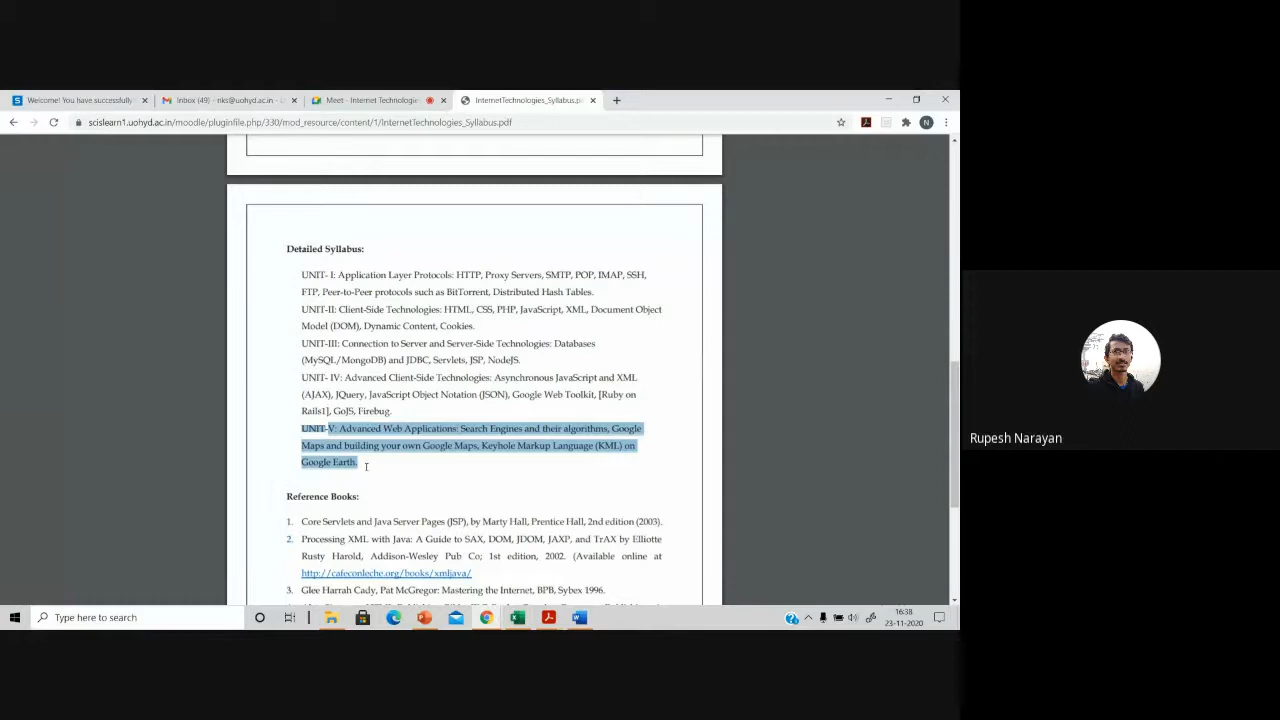 Welcome! You have successfully
Inbox (49) - nks@uohyd.ac.in -
Meet - Internet Technologie
InternetTechnologies_Syllabus.p
scislearn1.uohyd.ac.in/moodle/pluginfile.php/330/mod_resource/content/1/InternetTechnologies_Syllabus.pdf
N
Detailed Syllabus:
UNIT- I: Application Layer Protocols: HTTP, Proxy Servers, SMTP, POP, IMAP, SSH,
FTP, Peer-to-Peer protocols such as BitTorrent, Distributed Hash Tables.
UNIT-II: Client-Side Technologies: HTML, CSS, PHP, JavaScript, XML, Document Object
Model (DOM), Dynamic Content, Cookies.
UNIT-III: Connection to Server and Server-Side Technologies: Databases
(MySQL/MongoDB) and JDBC, Servlets, JSP, NodeJS.
UNIT- IV: Advanced Client-Side Technologies: Asynchronous JavaScript and XML
(AJAX), JQuery, JavaScript Object Notation (JSON), Google Web Toolkit, [Ruby on
Rails1], GoJS, Firebug.
UNIT-V: Advanced Web Applications: Search Engines and their algorithms, Google
Maps and building your own Google Maps, Keyhole Markup Language (KML) on
Google Earth.
Reference Books:
1. Core Servlets and Java Server Pages (JSP), by Marty Hall, Prentice Hall, 2nd edition (2003).
2. Processing XML with Java: A Guide to SAX, DOM, JDOM, JAXP, and TrAX by Elliotte
Rusty Harold, Addison-Wesley Pub Co; 1st edition, 2002. (Available online at
http://cafeconleche.org/books/xmljava/
3. Glee Harrah Cady, Pat McGregor: Mastering the Internet, BPB, Sybex 1996.
Rupesh Narayan
Type here to search
16:38
23-11-2020